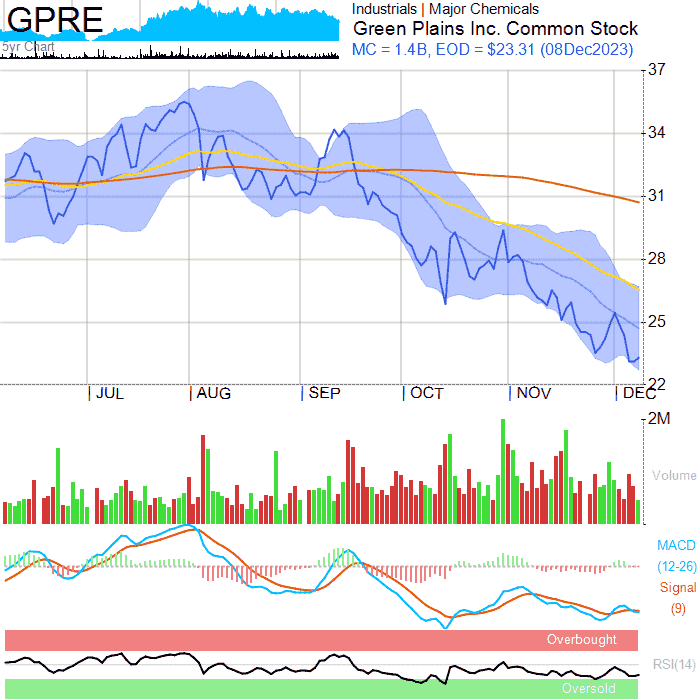 GPRE
5yr Chart
Industrials | Major Chemicals
Green Plains Inc. Common Stock
MC = 1.4B, EOD = $23.31 (08Dec2023)
37
34
31
28
25
22
JUL AUG SEP OCT NOV DEC
2M
Volume
MACD
(12-26)
Signal
(9)
Overbought
RSI(14)
Oversold